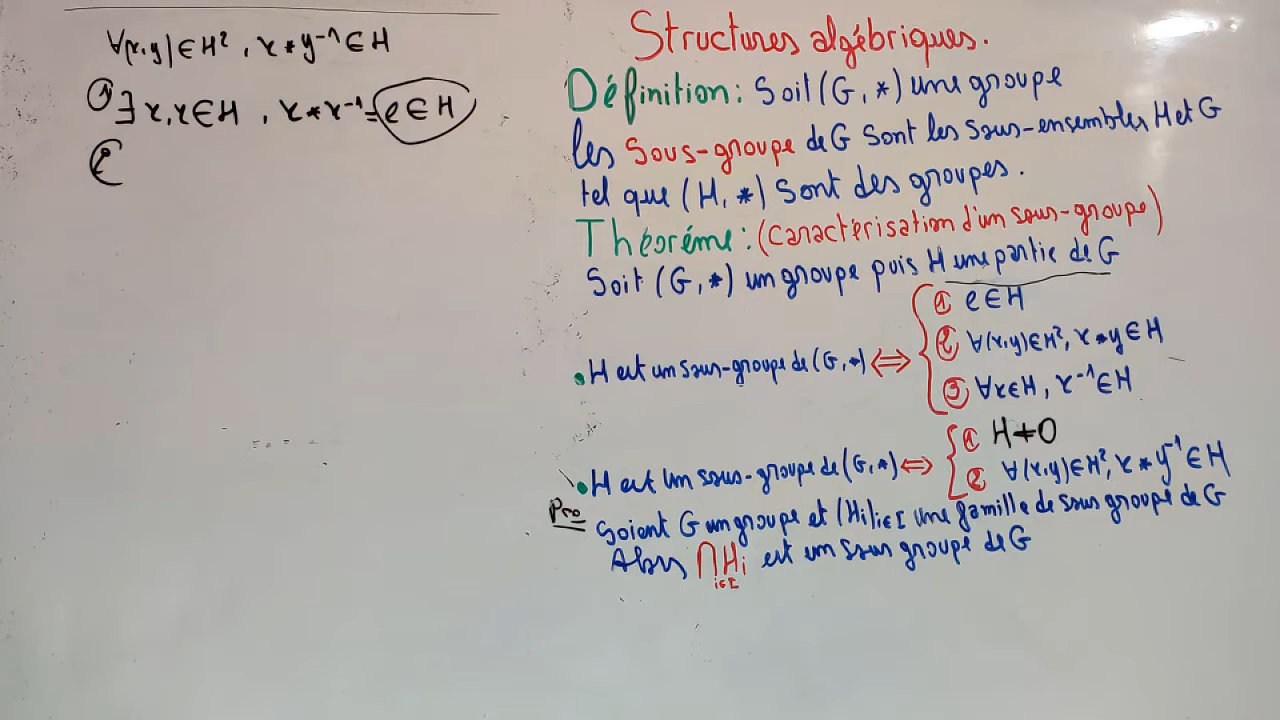 ∀(x,y)∈H², x * y⁻¹ ∈ H
① ∃x, x∈H , x * x⁻¹ = e ∈ H
②
Structures algébriques.
Définition: Soit (G, *) une groupe
les Sous-groupe de G sont les sous-ensembles H et G
tel que (H, *) sont des groupes.
Théoréme: (caractérisation d'un sous-groupe)
Soit (G, *) un groupe puis H une partie de G
① e∈H
② ∀(x,y)∈H², x * y ∈ H
• H est un sous-groupe de (G, *) ⟺
③ ∀x∈H, x⁻¹∈H
① H≠O
• H est un sous-groupe de (G, *) ⟺ ② ∀(x,y)∈H², x * y⁻¹ ∈ H
Pro Soient G un groupe et (Hi)i∈I une famille de sous groupe de G
Alors ⋂Hi i∈I est un sous groupe de G